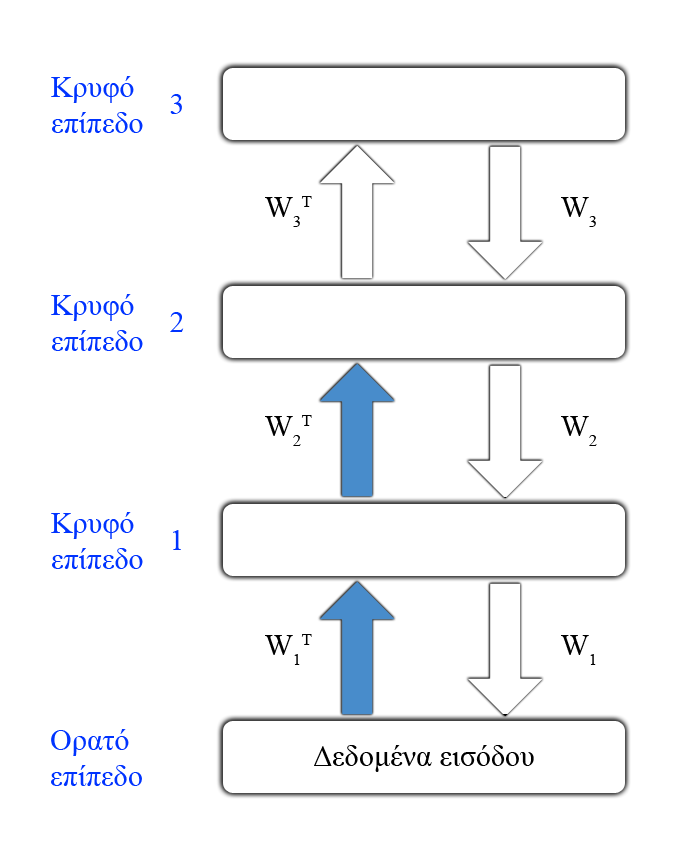 Κρυφό
επίπεδο 3
W3T W3
Κρυφό
επίπεδο 2
W2T W2
Κρυφό
επίπεδο 1
W1T W1
Ορατό
επίπεδο
Δεδομένα εισόδου